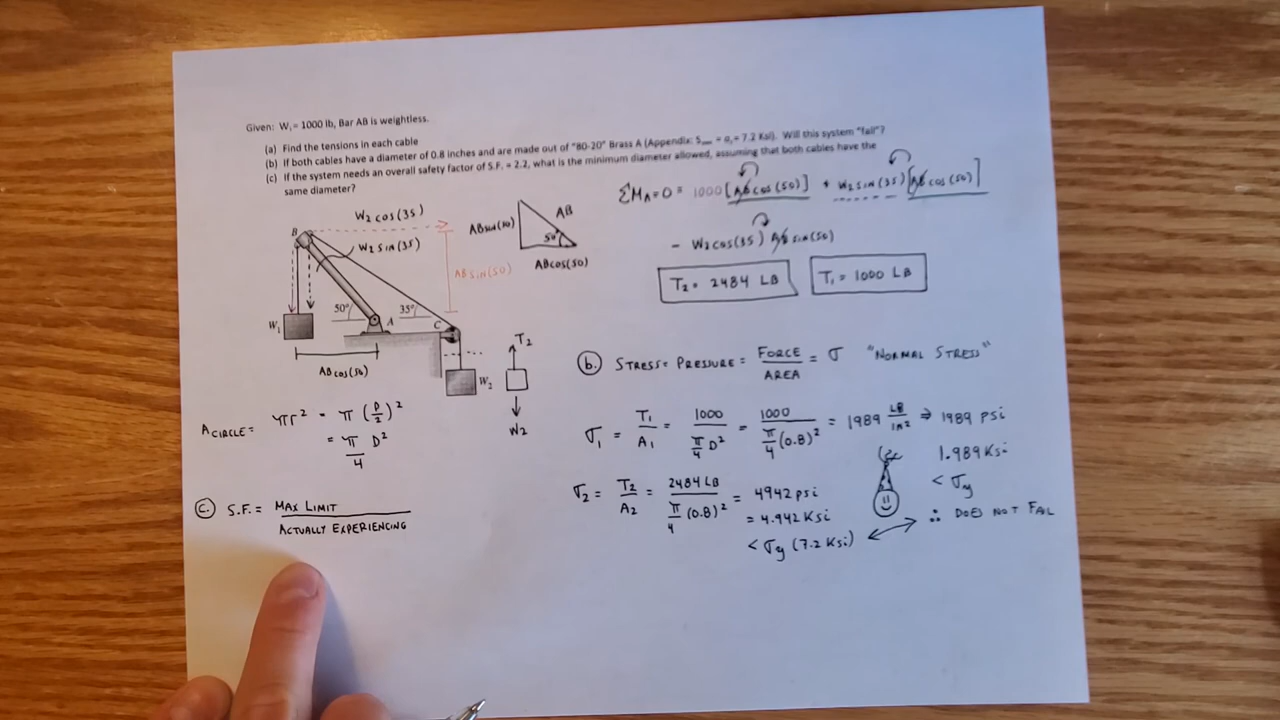 Given: W₁ = 1000 lb, Bar AB is weightless.
(a) Find the tensions in each cable
(b) If both cables have a diameter of 0.8 inches and are made out of "80-20" Brass A (Appendix: S = σy = 7.2 Ksi). Will this system "fail"?
(c) If the system needs an overall safety factor of S.F. = 2.2, what is the minimum diameter allowed, assuming that both cables have the
same diameter?
ΣM_A = 0 = 1000 [AB cos(50)] + W2 sin(35) [AB cos(50)]
- W2 cos(35) AB sin(50)
T₂ = 2484 LB
T₁ = 1000 LB
W2 cos(35)
B
W2 sin(35)
AB sin(50)
AB
50°
AB cos(50)
AB sin(50)
50°
A
35°
C
W₁
W₂
AB cos(50)
T2
W2
A CIRCLE = πr² = π (D/2)²
= π/4 D²
b. STRESS = PRESSURE = FORCE / AREA = σ "NORMAL STRESS"
σ₁ = T₁/A₁ = 1000 / (π/4 D²) = 1000 / (π/4 (0.8)²) = 1989 LB/IN² ⇒ 1989 psi
1.989 Ksi
< σy
∴ DOES NOT FAIL
σ₂ = T₂/A₂ = 2484 LB / (π/4 (0.8)²) = 4942 psi
= 4.942 Ksi
< σy (7.2 Ksi)
c. S.F. = MAX LIMIT / ACTUALLY EXPERIENCING